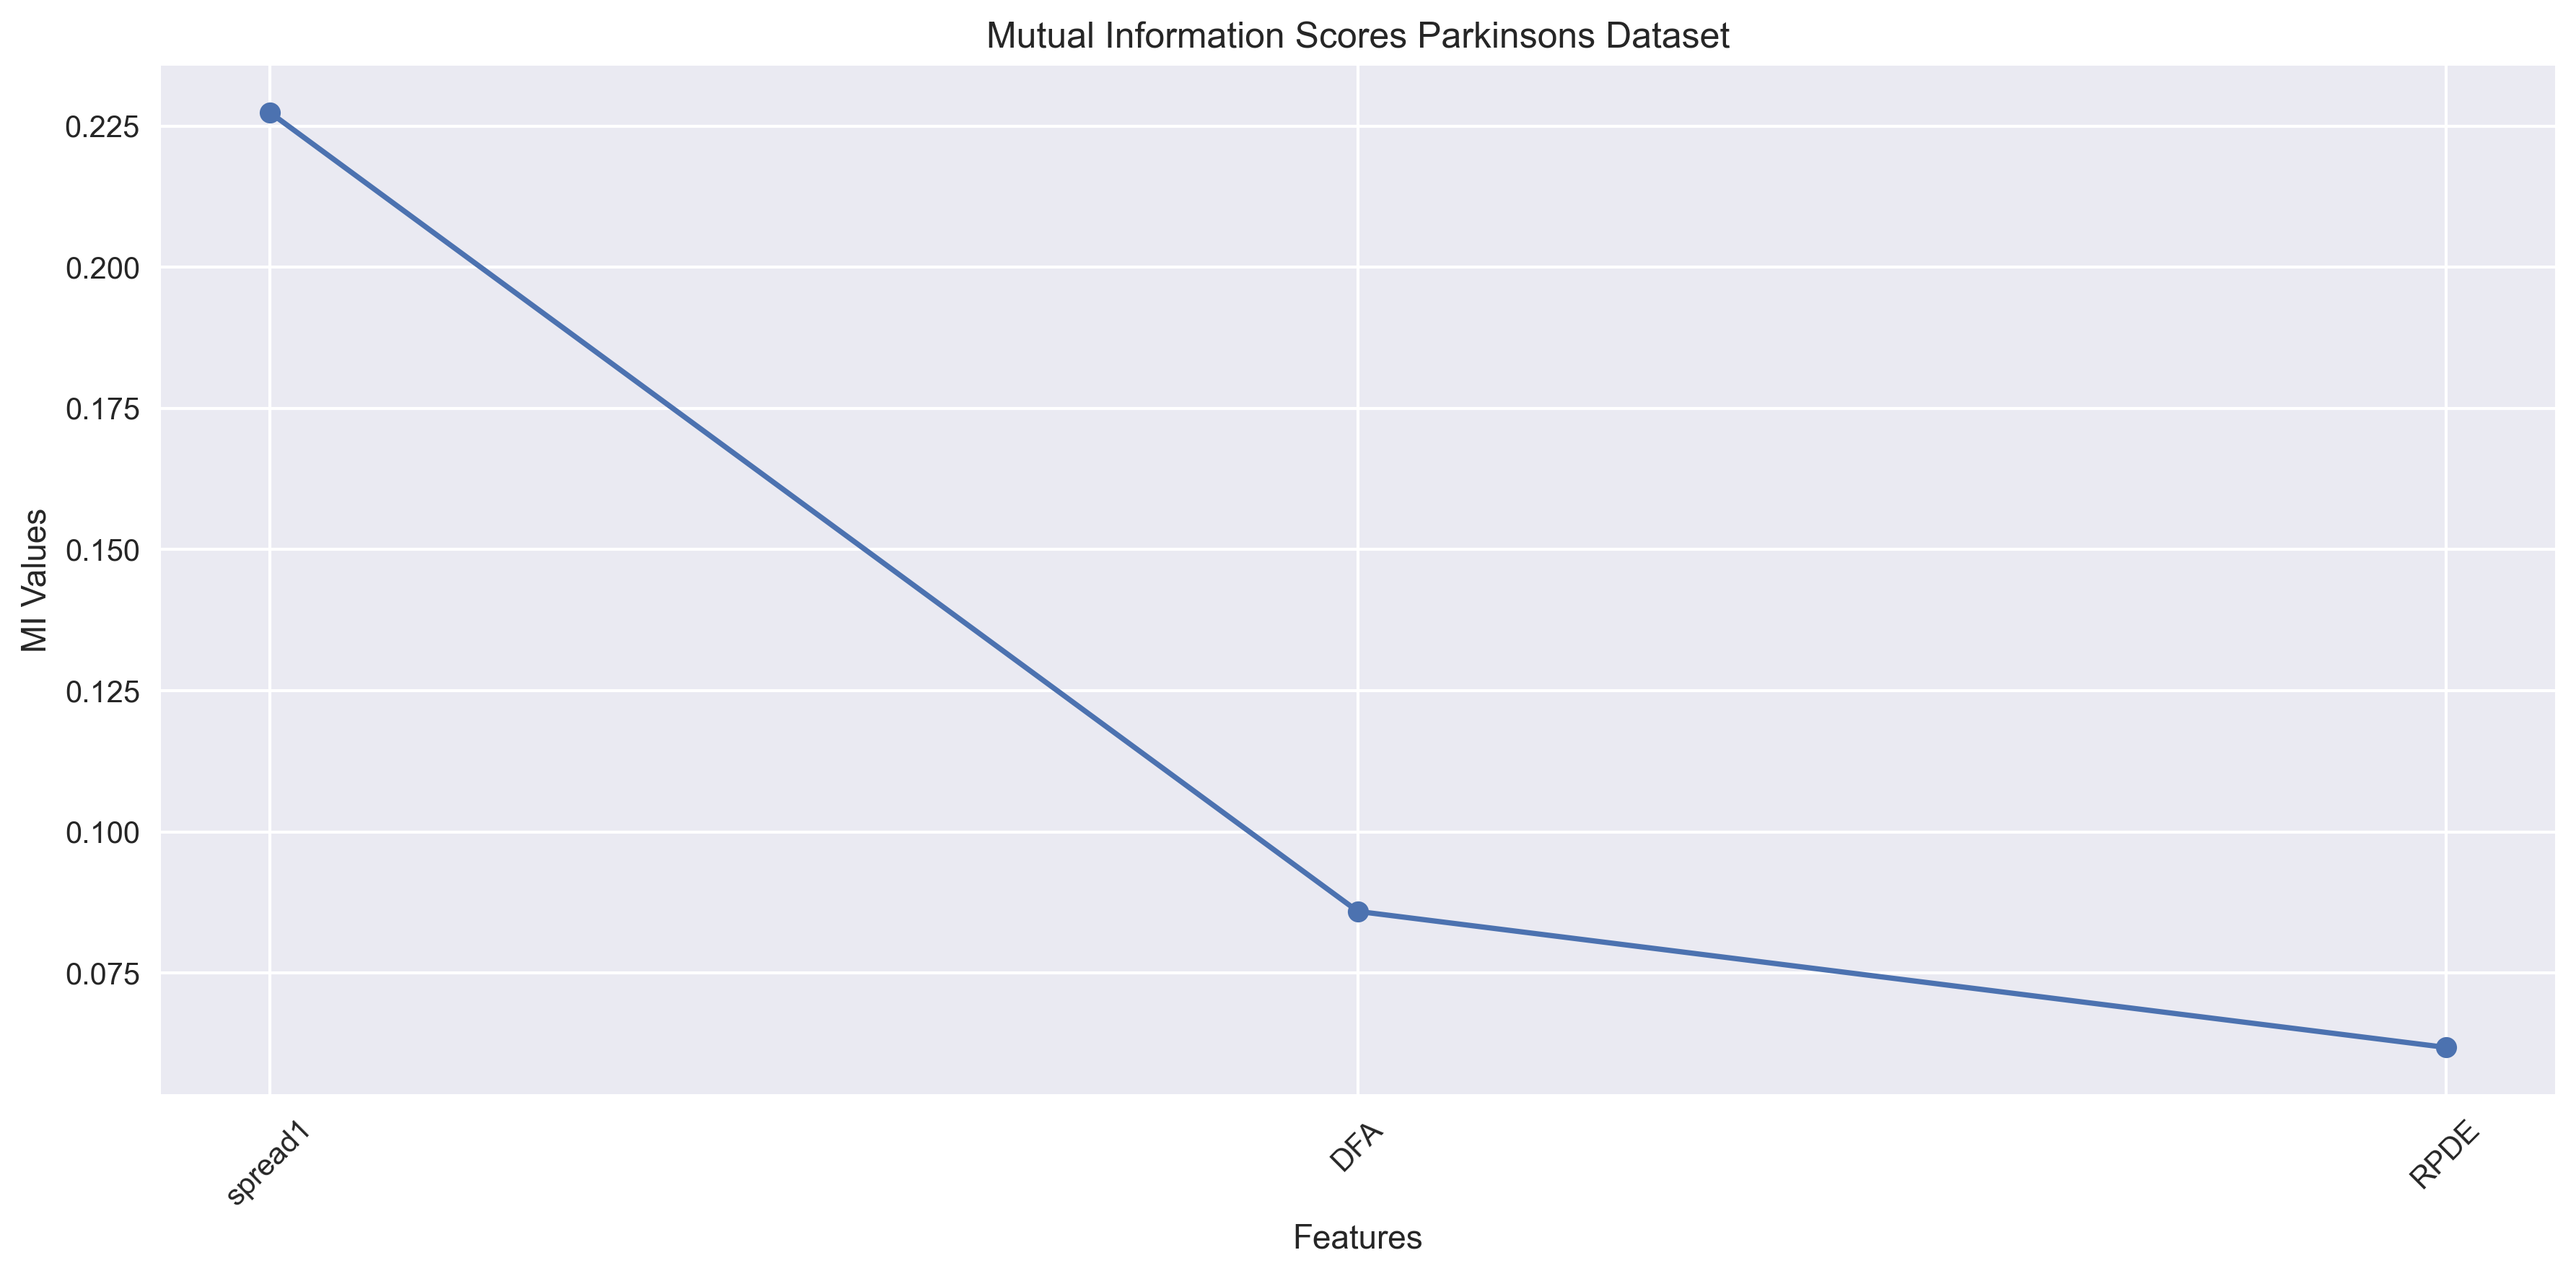 Mutual Information Scores Parkinsons Dataset
MI Values
0.225
0.200
0.175
0.150
0.125
0.100
0.075
spread1
DFA
RPDE
Features